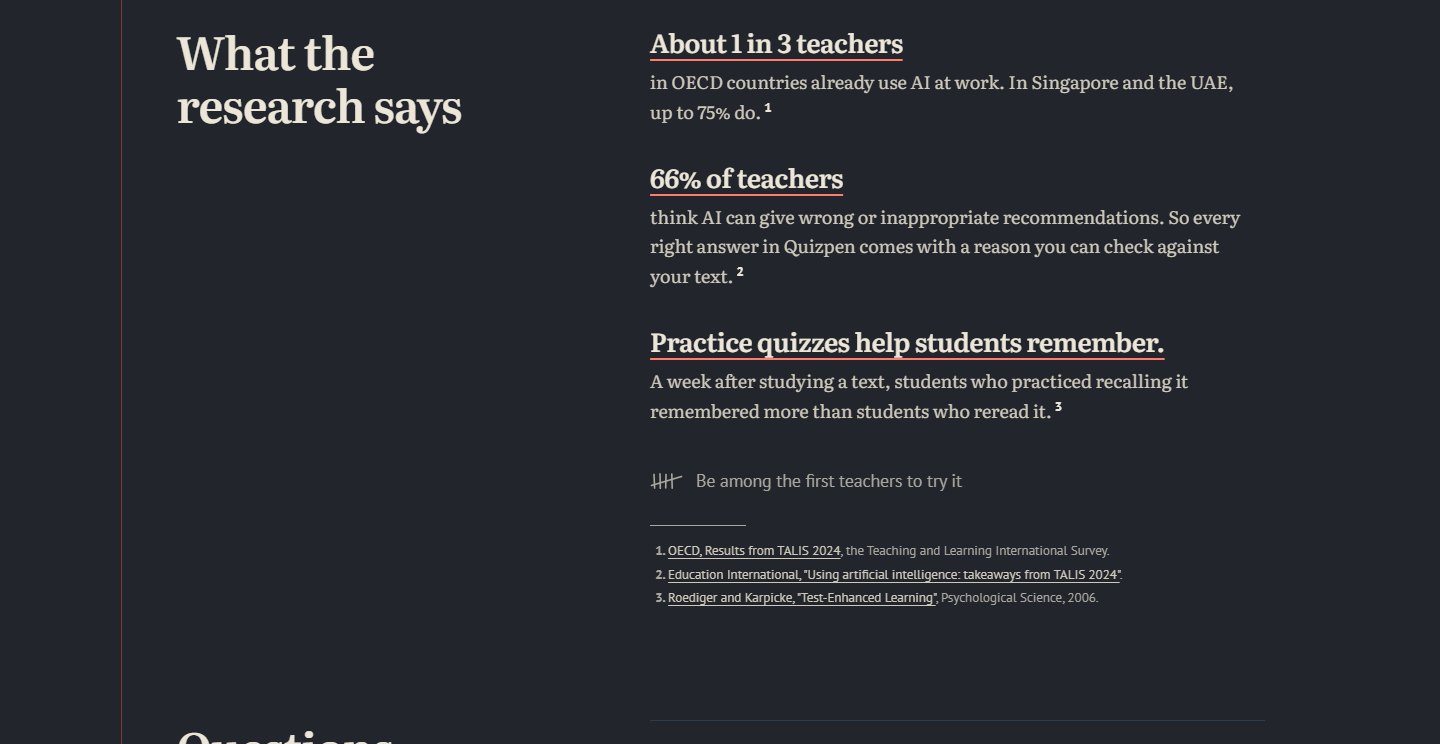 What the
research says
About 1 in 3 teachers
in OECD countries already use AI at work. In Singapore and the UAE,
up to 75% do. 1
66% of teachers
think AI can give wrong or inappropriate recommendations. So every
right answer in Quizpen comes with a reason you can check against
your text. 2
Practice quizzes help students remember.
A week after studying a text, students who practiced recalling it
remembered more than students who reread it. 3
Be among the first teachers to try it
1. OECD, Results from TALIS 2024, the Teaching and Learning International Survey.
2. Education International, "Using artificial intelligence: takeaways from TALIS 2024".
3. Roediger and Karpicke, "Test-Enhanced Learning", Psychological Science, 2006.
Questions